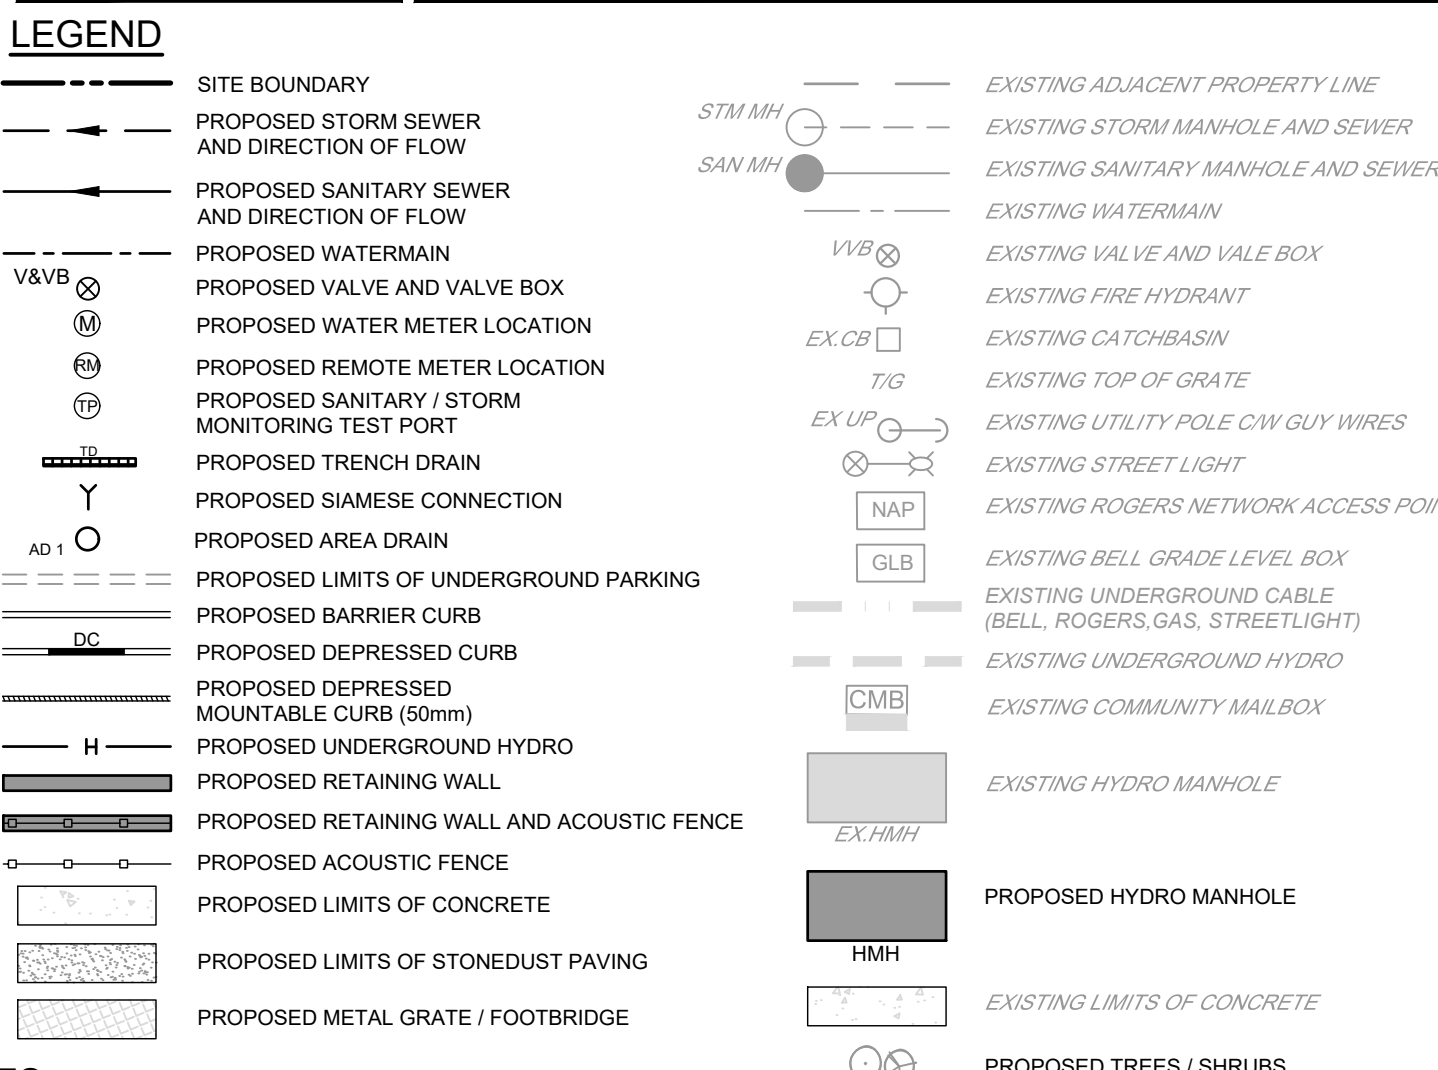 LEGEND
SITE BOUNDARY
PROPOSED STORM SEWER
AND DIRECTION OF FLOW
PROPOSED SANITARY SEWER
AND DIRECTION OF FLOW
PROPOSED WATERMAIN
V&VB
PROPOSED VALVE AND VALVE BOX
M
PROPOSED WATER METER LOCATION
RM
PROPOSED REMOTE METER LOCATION
TP
PROPOSED SANITARY / STORM
MONITORING TEST PORT
TD
PROPOSED TRENCH DRAIN
PROPOSED SIAMESE CONNECTION
AD 1
PROPOSED AREA DRAIN
PROPOSED LIMITS OF UNDERGROUND PARKING
PROPOSED BARRIER CURB
DC
PROPOSED DEPRESSED CURB
PROPOSED DEPRESSED
MOUNTABLE CURB (50mm)
H
PROPOSED UNDERGROUND HYDRO
PROPOSED RETAINING WALL
PROPOSED RETAINING WALL AND ACOUSTIC FENCE
PROPOSED ACOUSTIC FENCE
PROPOSED LIMITS OF CONCRETE
PROPOSED LIMITS OF STONEDUST PAVING
PROPOSED METAL GRATE / FOOTBRIDGE
EXISTING ADJACENT PROPERTY LINE
STM MH
EXISTING STORM MANHOLE AND SEWER
SAN MH
EXISTING SANITARY MANHOLE AND SEWER
EXISTING WATERMAIN
VVB
EXISTING VALVE AND VALE BOX
EXISTING FIRE HYDRANT
EX.CB
EXISTING CATCHBASIN
T/G
EXISTING TOP OF GRATE
EX UP
EXISTING UTILITY POLE C/W GUY WIRES
EXISTING STREET LIGHT
NAP
EXISTING ROGERS NETWORK ACCESS
GLB
EXISTING BELL GRADE LEVEL BOX
EXISTING UNDERGROUND CABLE
(BELL, ROGERS,GAS, STREETLIGHT)
EXISTING UNDERGROUND HYDRO
CMB
EXISTING COMMUNITY MAILBOX
EXISTING HYDRO MANHOLE
EX.HMH
PROPOSED HYDRO MANHOLE
HMH
EXISTING LIMITS OF CONCRETE
PROPOSED TREES / SHRUBS